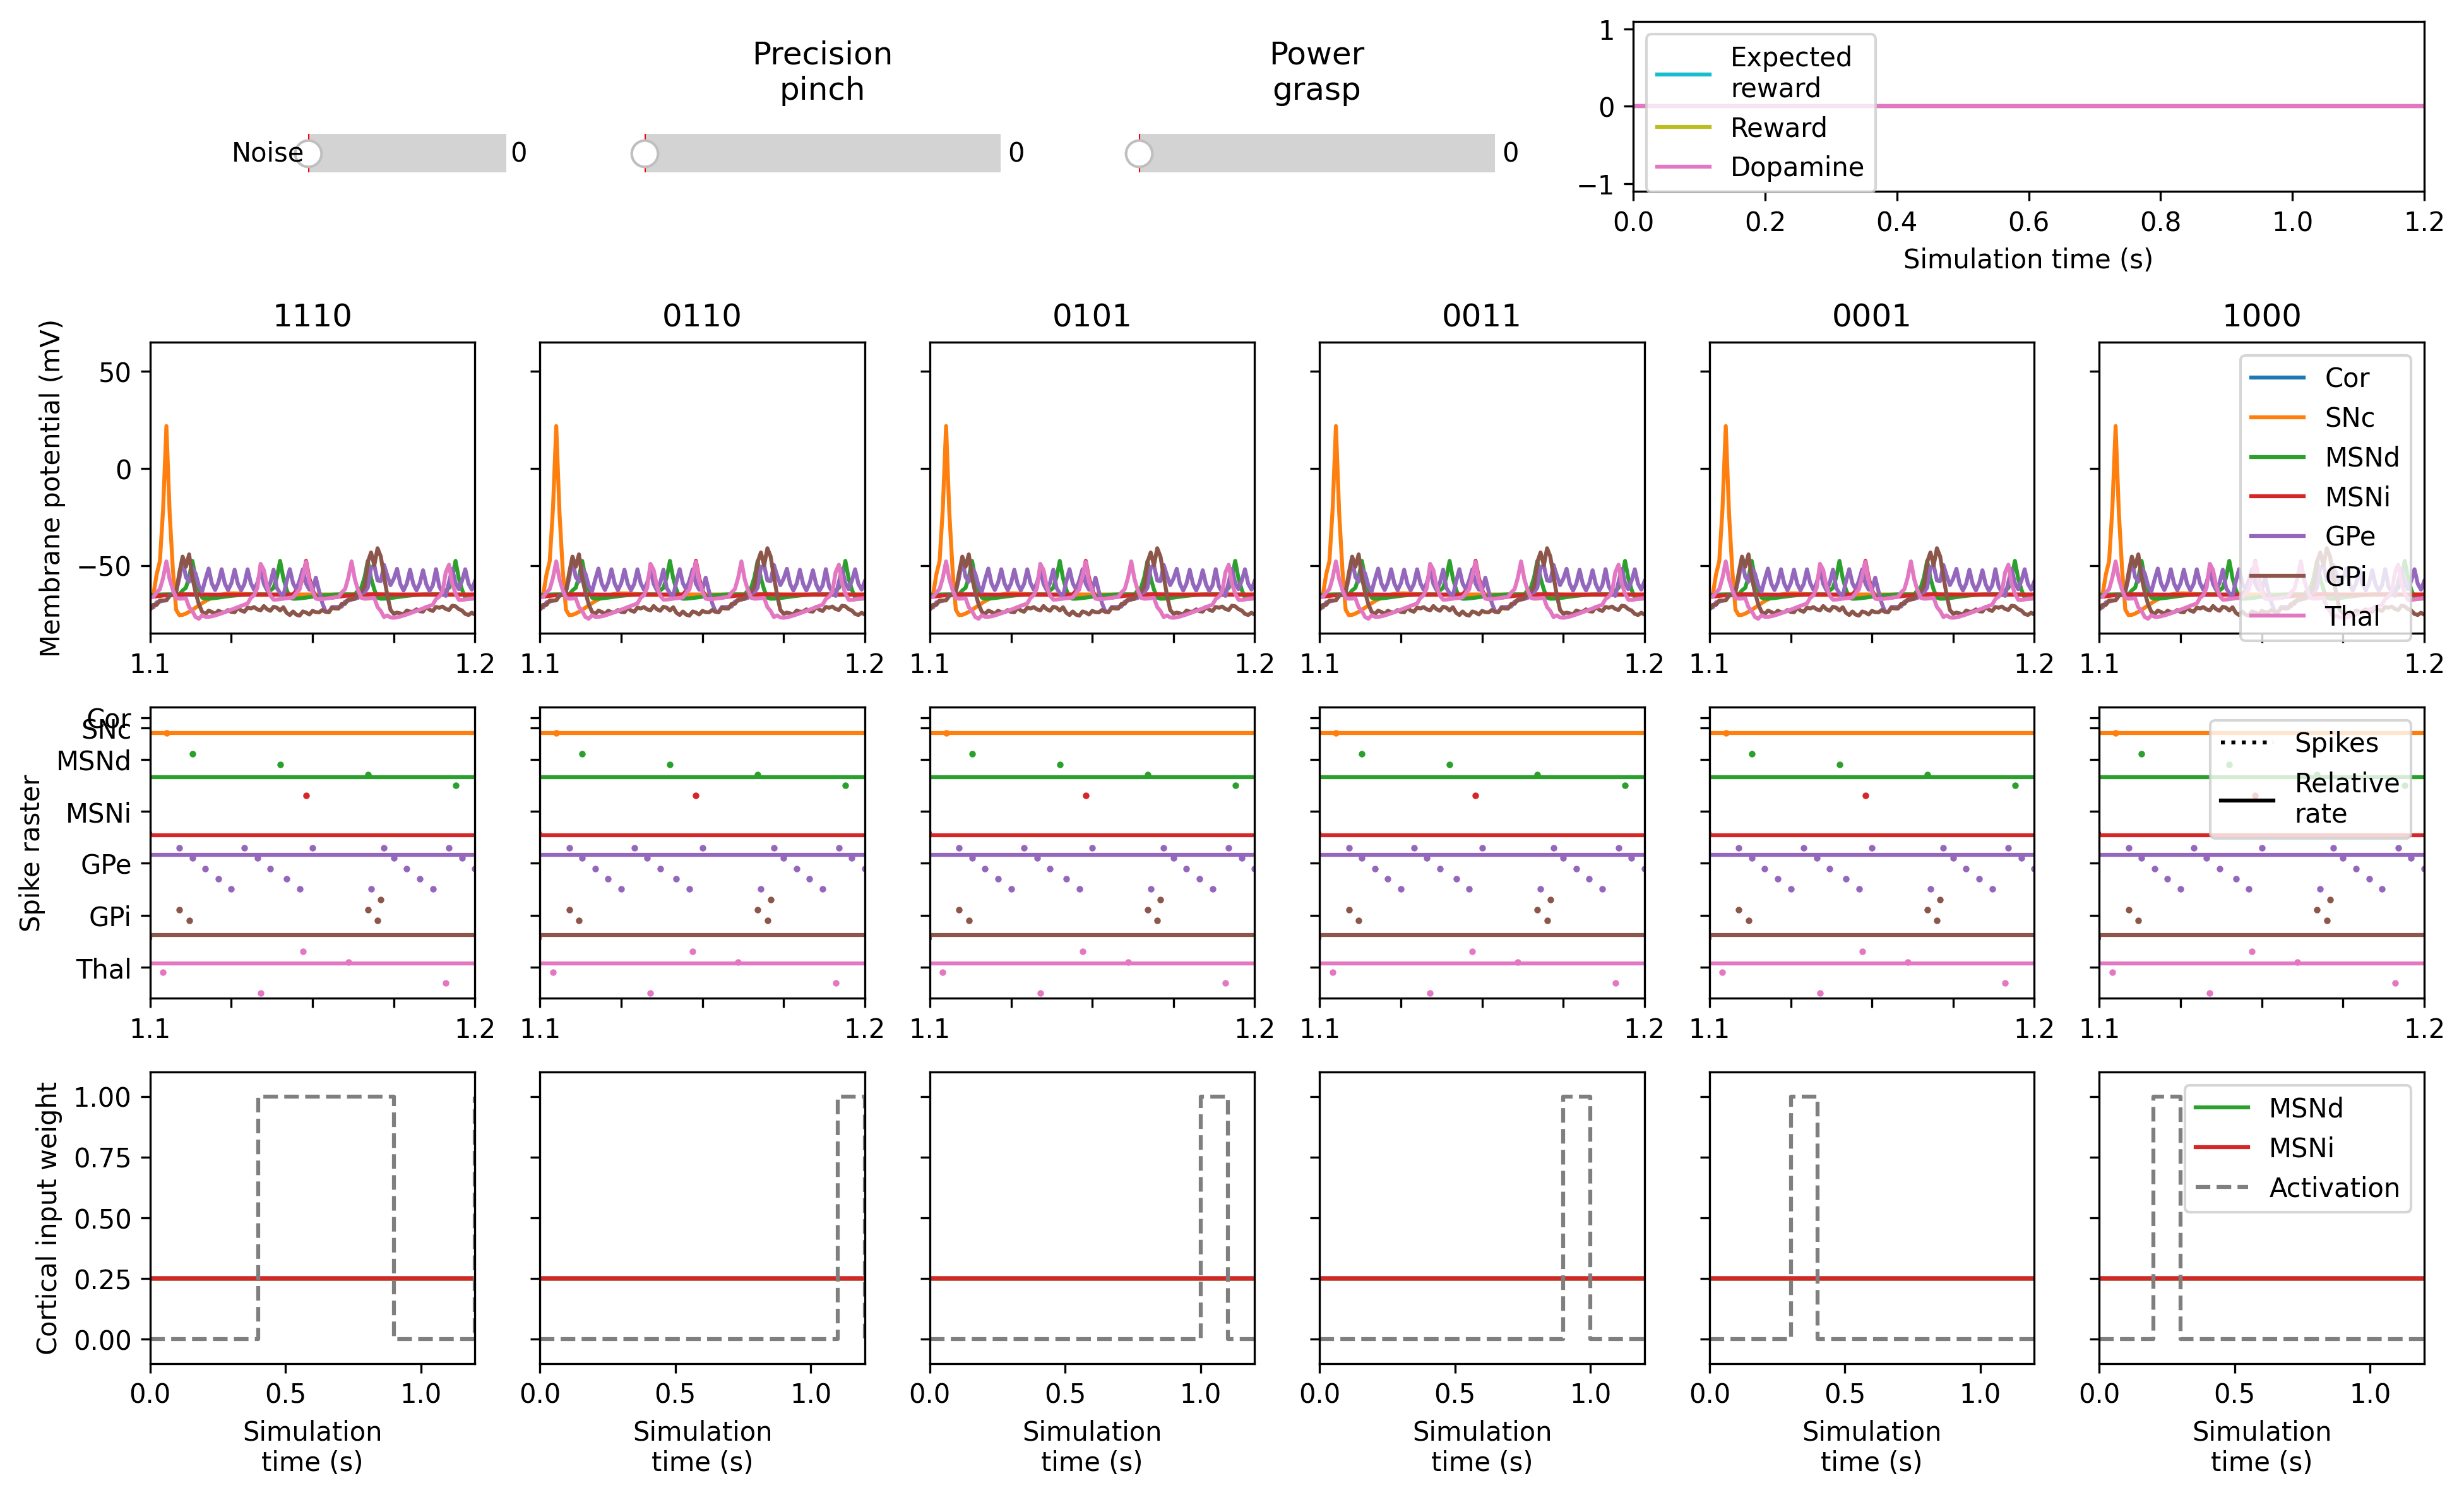 Precision
pinch
Power
grasp
Noise
0
0
0
1
0
−1
Expected
reward
Reward
Dopamine
0.0 0.2 0.4 0.6 0.8 1.0 1.2
Simulation time (s)
1110 0110 0101 0011 0001 1000
Membrane potential (mV)
50
0
−50
Cor
SNc
MSNd
MSNi
GPe
GPi
Thal
1.1 1.2 1.1 1.2 1.1 1.2 1.1 1.2 1.1 1.2 1.1 1.2
Spike raster
Cor
SNc
MSNd
MSNi
GPe
GPi
Thal
Spikes
Relative
rate
1.1 1.2 1.1 1.2 1.1 1.2 1.1 1.2 1.1 1.2 1.1 1.2
Cortical input weight
1.00
0.75
0.50
0.25
0.00
MSNd
MSNi
Activation
0.0 0.5 1.0 0.0 0.5 1.0 0.0 0.5 1.0 0.0 0.5 1.0 0.0 0.5 1.0 0.0 0.5 1.0
Simulation
time (s)
Simulation
time (s)
Simulation
time (s)
Simulation
time (s)
Simulation
time (s)
Simulation
time (s)